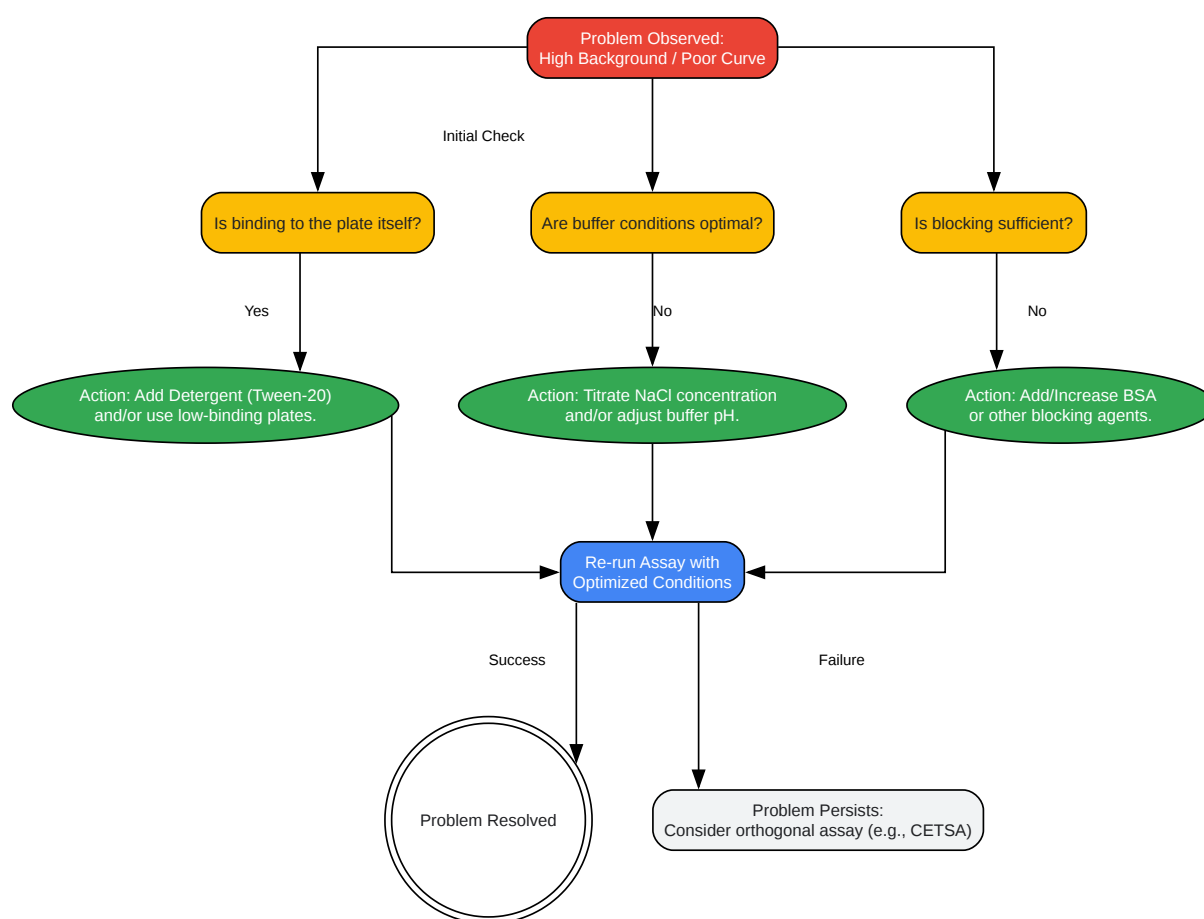 Problem Observed:
High Background / Poor Curve
Initial Check
Is binding to the plate itself?
Are buffer conditions optimal?
Is blocking sufficient?
Yes
No
No
Action: Add Detergent (Tween-20)
and/or use low-binding plates.
Action: Titrate NaCl concentration
and/or adjust buffer pH.
Action: Add/Increase BSA
or other blocking agents.
Re-run Assay with
Optimized Conditions
Success
Failure
Problem Resolved
Problem Persists:
Consider orthogonal assay (e.g., CETSA)